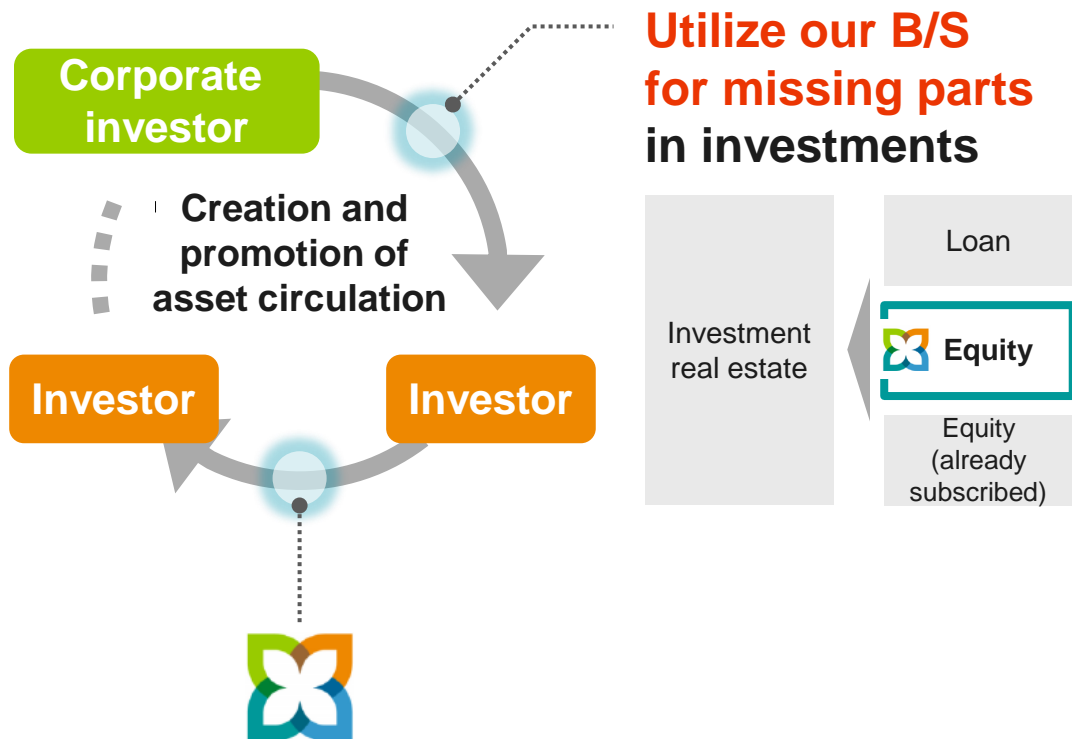 Utilize our B/S
for missing parts
in investments
Corporate
investor
Creation and
promotion of
asset circulation
Investor
Investor
Investment
real estate
Loan
Equity
Equity
(already
subscribed)